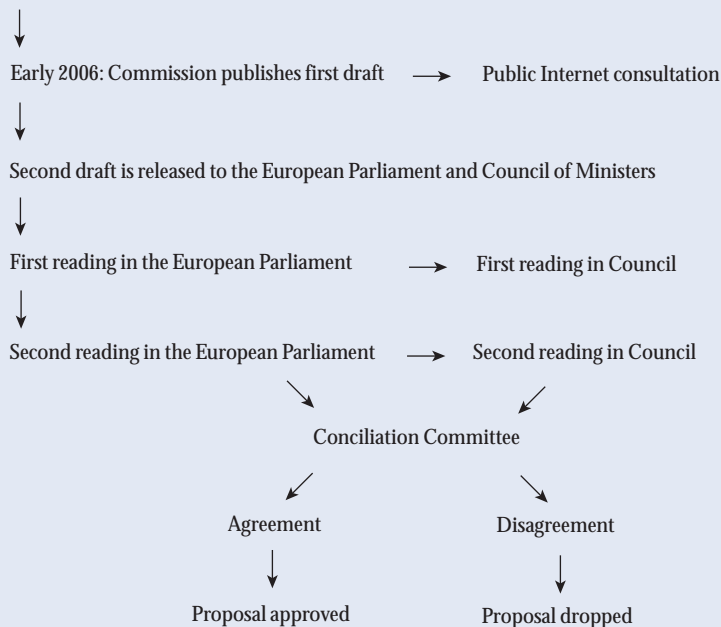 Early 2006: Commission publishes first draft
Public Internet consultation
Second draft is released to the European Parliament and Council of Ministers
First reading in the European Parliament
First reading in Council
Second reading in the European Parliament
Second reading in Council
Conciliation Committee
Agreement
Disagreement
Proposal approved
Proposal dropped